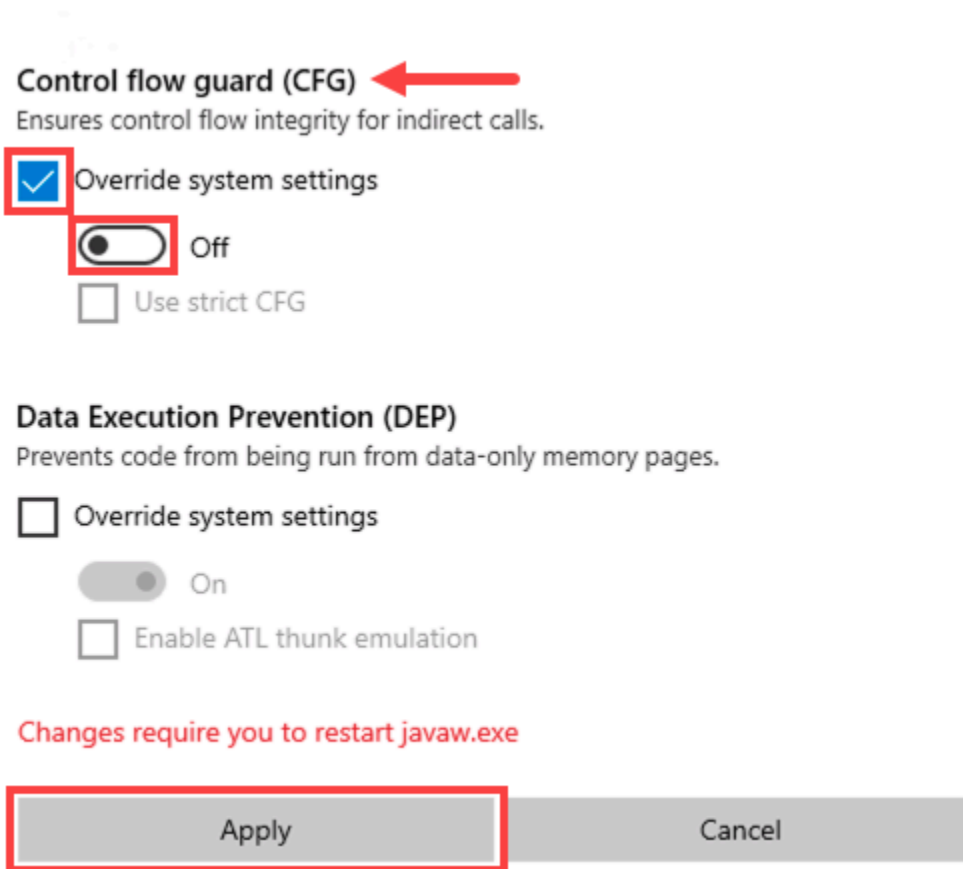 Control flow guard (CFG)
Ensures control flow integrity for indirect calls.
Override system settings
Off
Use strict CFG
Data Execution Prevention (DEP)
Prevents code from being run from data-only memory pages.
Override system settings
On
Enable ATL thunk emulation
Changes require you to restart javaw.exe
Apply Cancel